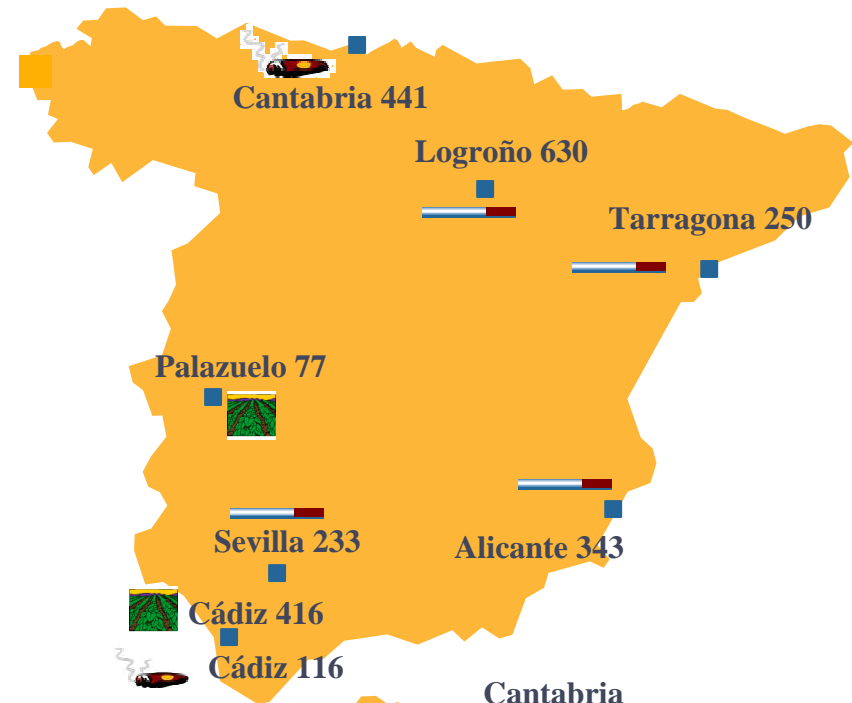 Cantabria 441
Logroño 630
Tarragona 250
Palazuelo 77
Sevilla 233
Alicante 343
Cádiz 416
Cádiz 116
Cantabria